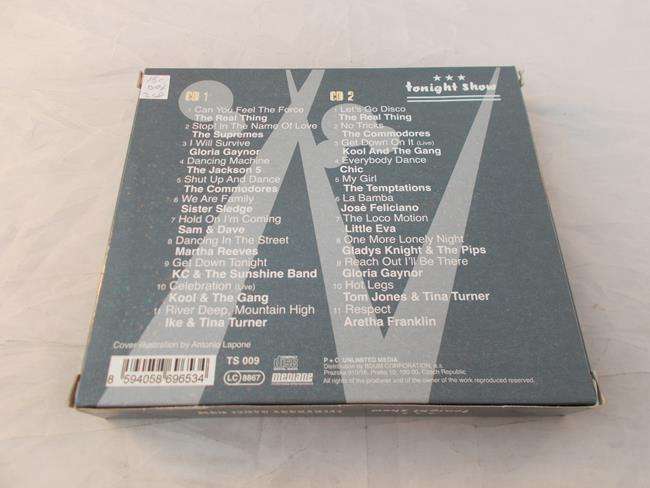 ★★★
tonight show
CD 1
1 Can You Feel The Force
The Real Thing
2 Stop! In The Name Of Love
The Supremes
3 I Will Survive
Gloria Gaynor
4 Dancing Machine
The Jackson 5
5 Shut Up And Dance
The Commodores
6 We Are Family
Sister Sledge
7 Hold On I'm Coming
Sam & Dave
8 Dancing In The Street
Martha Reeves
9 Get Down Tonight
KC & The Sunshine Band
10 Celebration (Live)
Kool & The Gang
11 River Deep, Mountain High
Ike & Tina Turner
CD 2
1 Let's Go Disco
The Real Thing
2 No Tricks
The Commodores
3 Get Down On It (Live)
Kool And The Gang
4 Everybody Dance
Chic
5 My Girl
The Temptations
6 La Bamba
Josè Feliciano
7 The Loco Motion
Little Eva
8 One More Lonely Night
Gladys Knight & The Pips
9 Reach Out I'll Be There
Gloria Gaynor
10 Hot Legs
Tom Jones & Tina Turner
11 Respect
Aretha Franklin
Cover illustration by Antonio Lapone
8 594058 696534
TS 009
LC 8867
P + © UNLIMITED MEDIA
All rights of the producer and of the owner of the work reproduced reserved.
tonight show